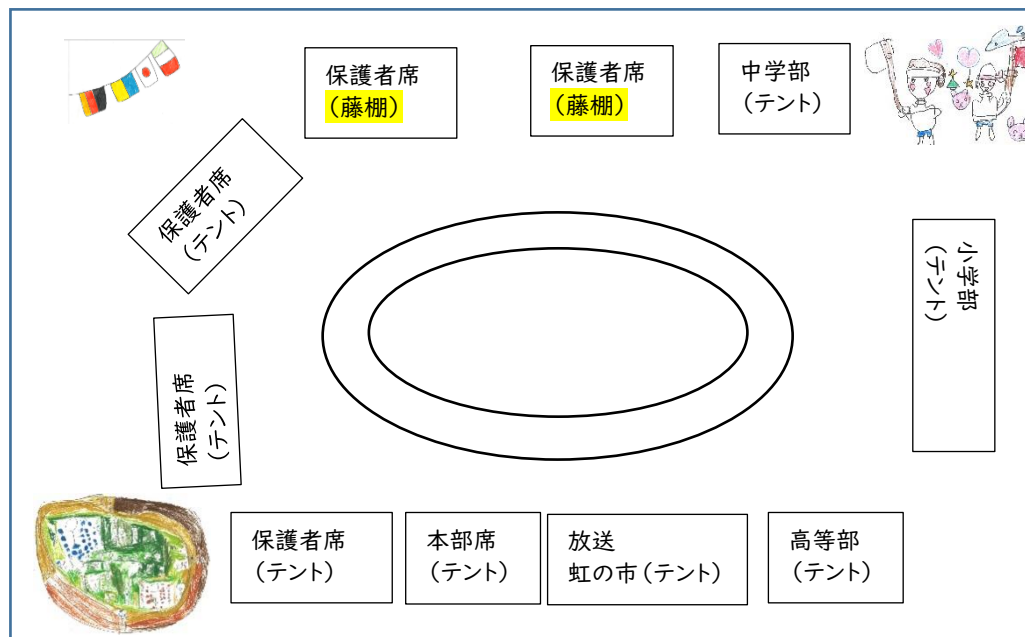 保護者席
(藤棚)
保護者席
(藤棚)
中学部
(テント)
保護者席
(テント)
小学部
(テント)
保護者席
(テント)
保護者席
(テント)
本部席
(テント)
放送
虹の市(テント)
高等部
(テント)